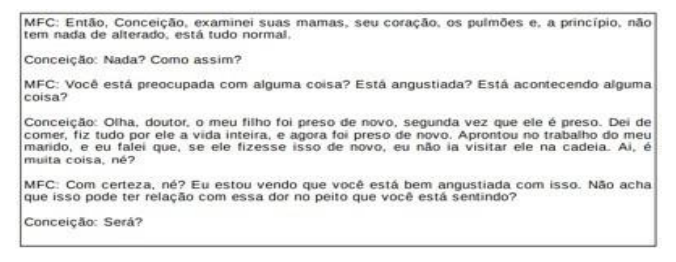 MFC: Então, Conceição, examinei suas mamas, seu coração, os pulmões e, a princípio, não
tem nada de alterado, está tudo normal.
Conceição: Nada? Como assim?
MFC: Você está preocupada com alguma coisa? Está angustiada? Está acontecendo alguma
coisa?
Conceição: Olha, doutor, o meu filho foi preso de novo, segunda vez que ele é preso. Dei de
comer, fiz tudo por ele a vida inteira, e agora foi preso de novo. Aprontou no trabalho do meu
marido, e eu falei que, se ele fizesse isso de novo, eu não ia visitar ele na cadeia. Ai, é
muita coisa, né?
MFC: Com certeza, né? Eu estou vendo que você está bem angustiada com isso. Não acha
que isso pode ter relação com essa dor no peito que você está sentindo?
Conceição: Será?